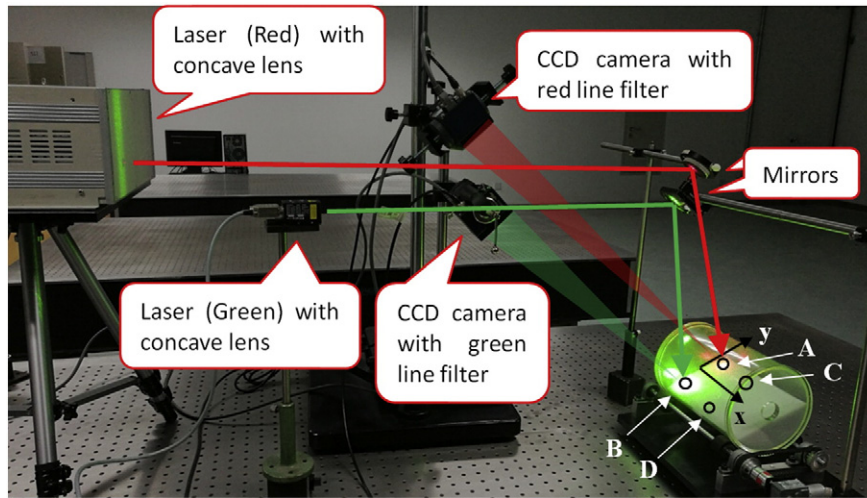 Laser (Red) with
concave lens
CCD camera with
red line filter
Mirrors
Laser (Green) with
concave lens
CCD camera
with green
line filter
y
A
C
x
B
D